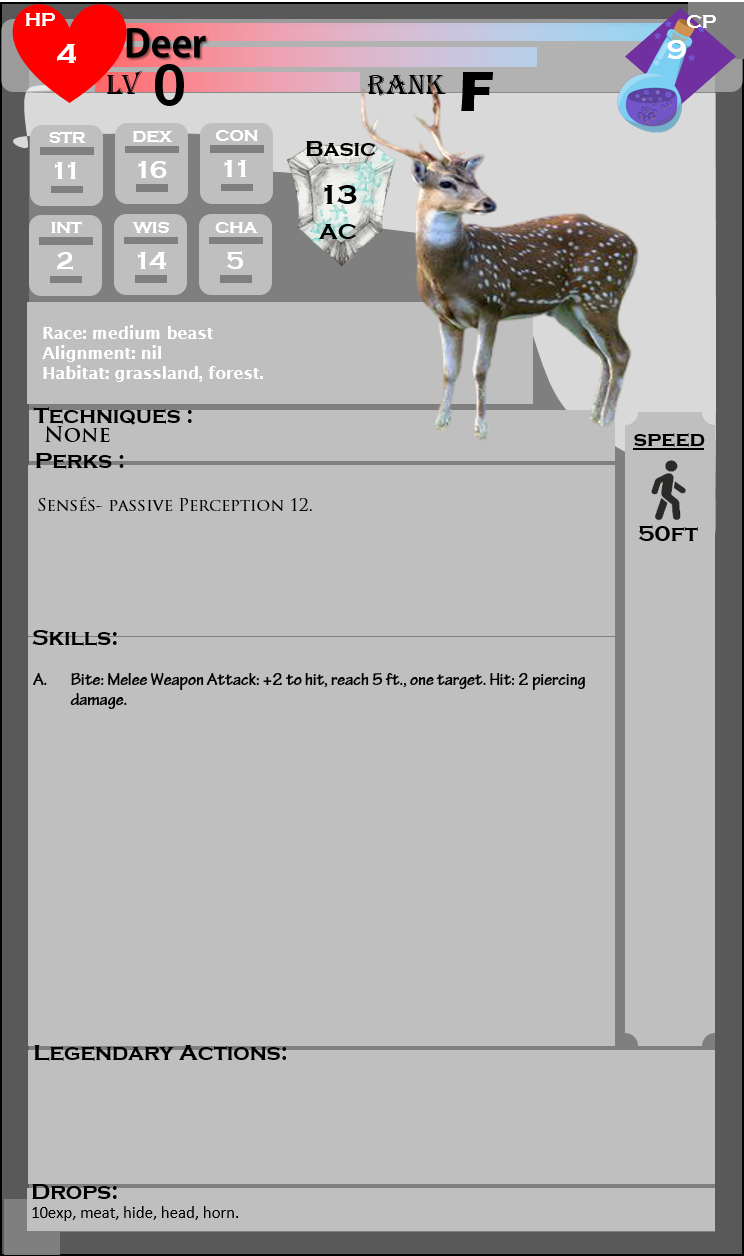 HP
4
Deer
CP
9
LV 0
RANK F
STR
11
DEX
16
CON
11
INT
2
WIS
14
CHA
5
BASIC
13
AC
Race: medium beast
Alignment: nil
Habitat: grassland, forest.
TECHNIQUES :
NONE
PERKS :
SENSÉS- PASSIVE PERCEPTION 12.
SPEED
50FT
SKILLS:
A. Bite: Melee Weapon Attack: +2 to hit, reach 5 ft., one target. Hit: 2 piercing
damage.
LEGENDARY ACTIONS:
DROPS:
10exp, meat, hide, head, horn.